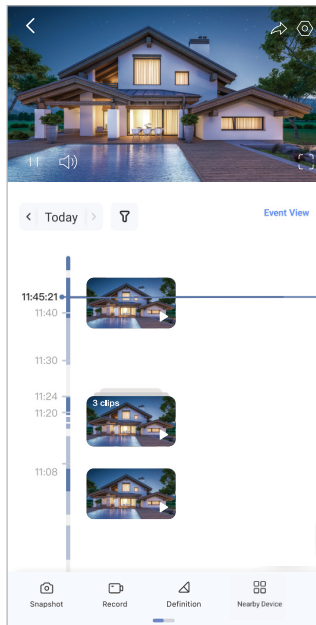 Today
Event View
11:45:21
11:40
11:30
11:24
3 clips
11:20
11:08
Snapshot
Record
Definition
Nearby Device